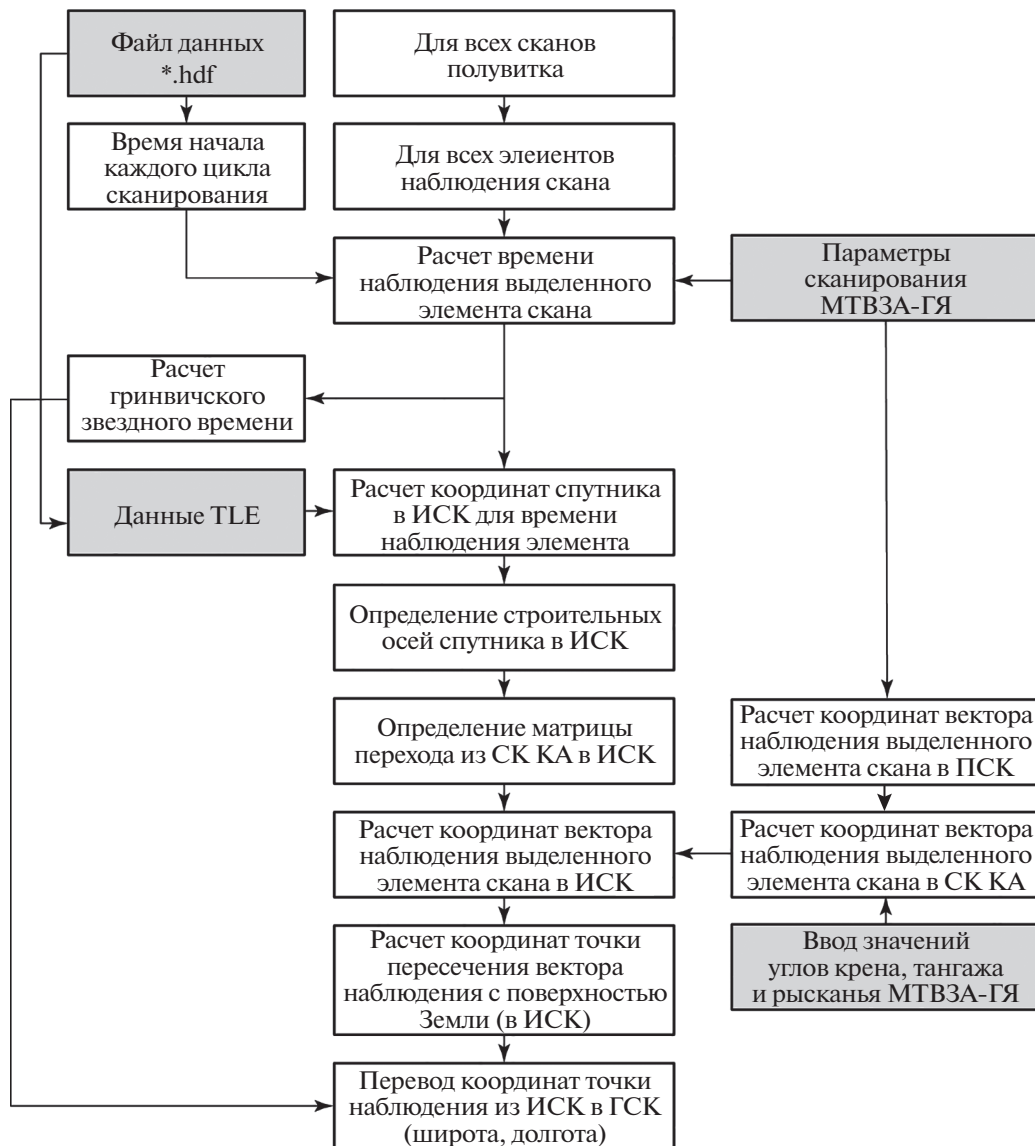 Файл данных
*.hdf
Для всех сканов
полувитка
Время начала
каждого цикла
сканирования
Для всех элеиентов
наблюдения скана
Расчет времени
наблюдения выделенного
элемента скана
Параметры
сканирования
МТВЗА-ГЯ
Расчет
гринвичского
звездного времени
Данные TLE
Расчет координат спутника
в ИСК для времени
наблюдения элемента
Определение строительных
осей спутника в ИСК
Определение матрицы
перехода из СК КА в ИСК
Расчет координат вектора
наблюдения выделенного
элемента скана в ПСК
Расчет координат вектора
наблюдения выделенного
элемента скана в ИСК
Расчет координат вектора
наблюдения выделенного
элемента скана в СК КА
Расчет координат точки
пересечения вектора
наблюдения с поверхностью
Земли (в ИСК)
Ввод значений
углов крена, тангажа
и рысканья МТВЗА-ГЯ
Перевод координат точки
наблюдения из ИСК в ГСК
(широта, долгота)